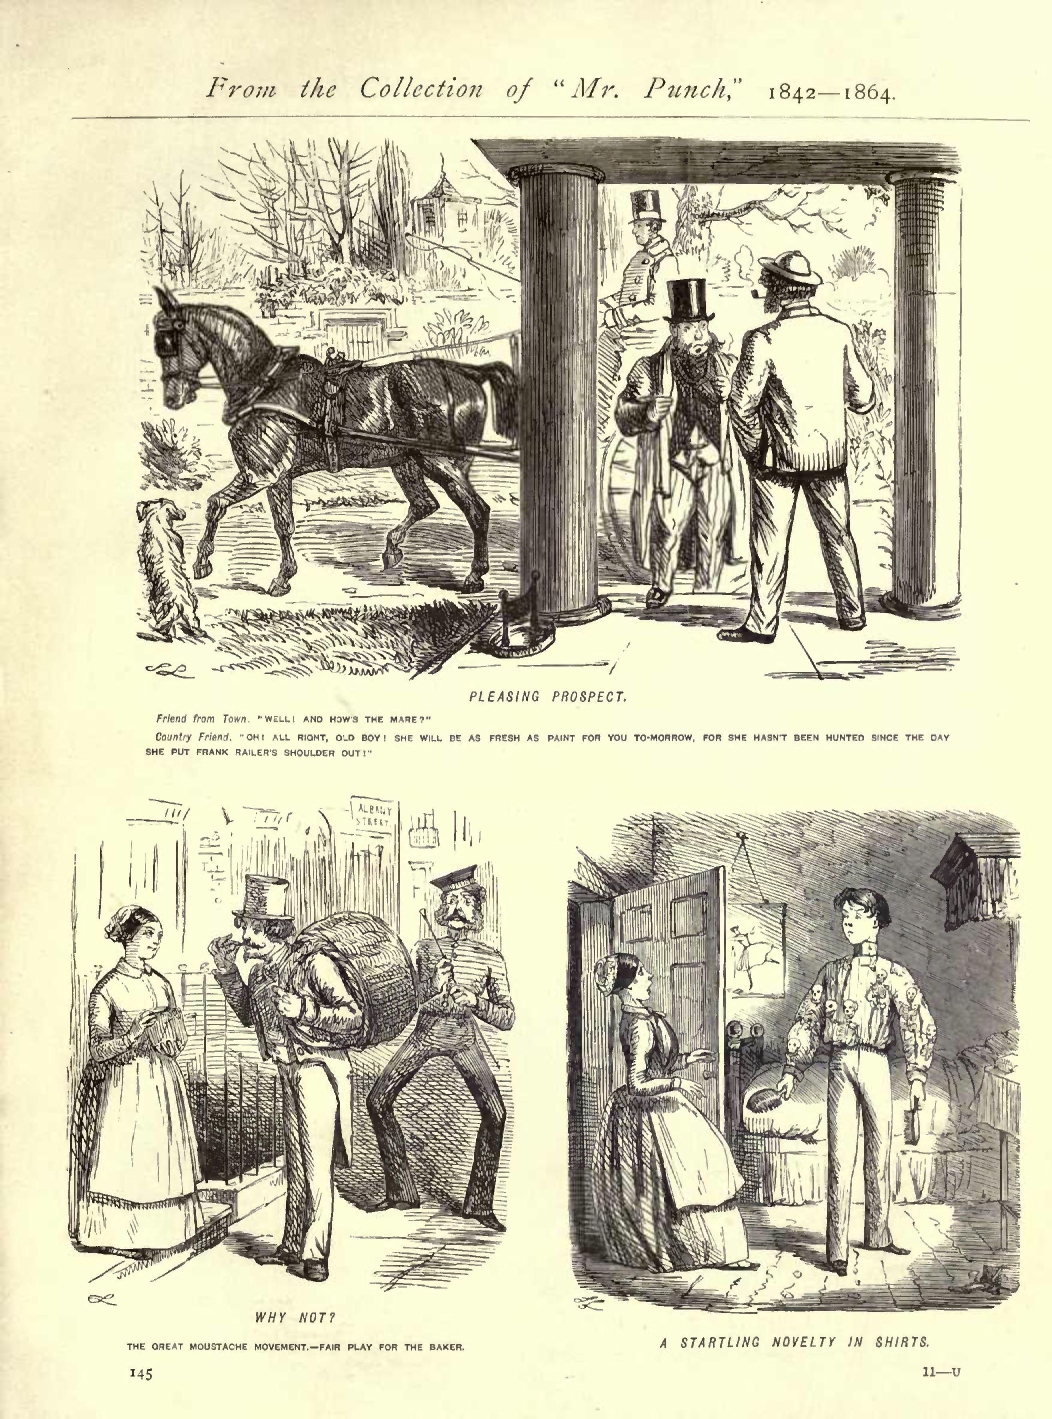 From the Collection of “Mr. Punch,” 1842—1864.
ALBANY
STREET
PLEASING PROSPECT.
Friend from Town. "WELL! AND HOW'S THE MARE?"
Country Friend. "OH! ALL RIGHT, OLD BOY! SHE WILL BE AS FRESH AS PAINT FOR YOU TO-MORROW, FOR SHE HASN'T BEEN HUNTED SINCE THE DAY
SHE PUT FRANK RAILER'S SHOULDER OUT!"
WHY NOT?
THE GREAT MOUSTACHE MOVEMENT.—FAIR PLAY FOR THE BAKER.
A STARTLING NOVELTY IN SHIRTS.
145
11—U